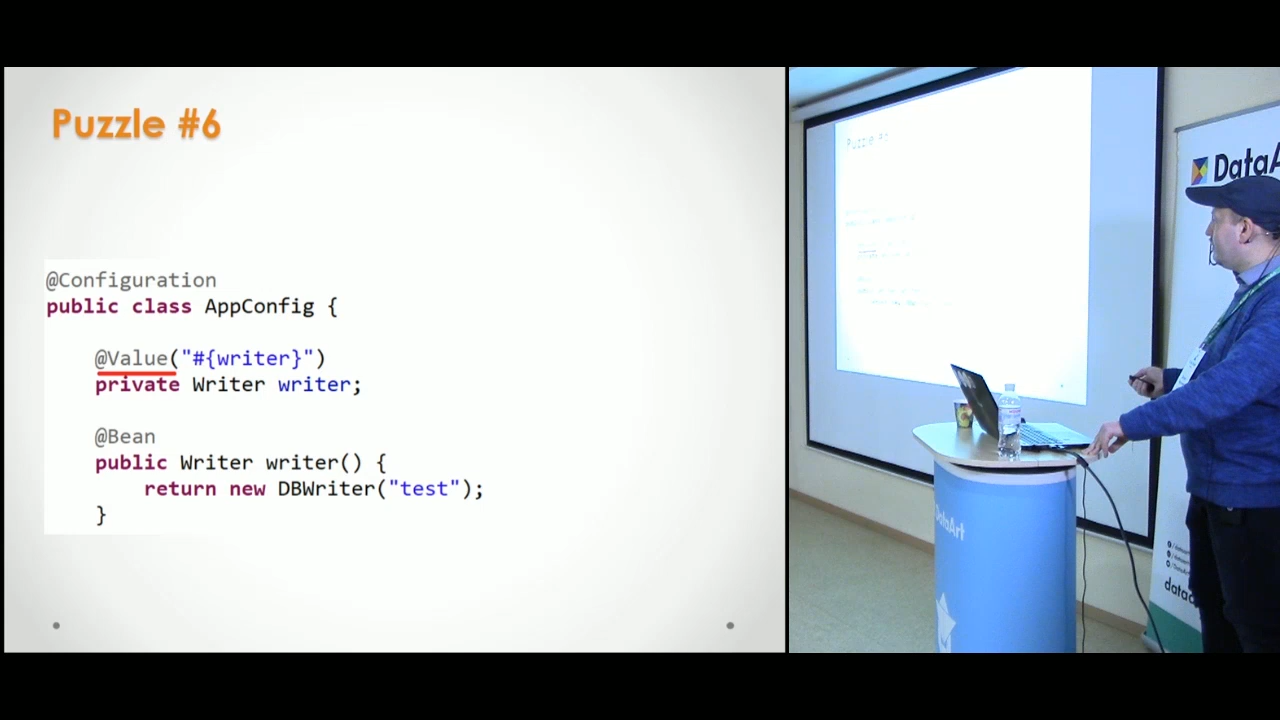 Puzzle #6
@Configuration
public class AppConfig {
@Value("#{writer}")
private Writer writer;
@Bean
public Writer writer() {
return new DBWriter("test");
}
Puzzle
DataA
DataArt